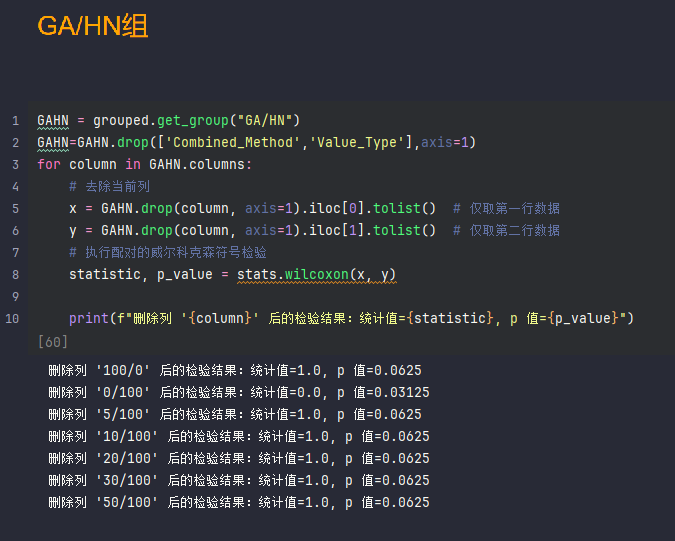 GA/HN组
1 GAHN = grouped.get_group("GA/HN")
2 GAHN=GAHN.drop(['Combined_Method','Value_Type'],axis=1)
3 for column in GAHN.columns:
4     # 去除当前列
5     x = GAHN.drop(column, axis=1).iloc[0].tolist()  # 仅取第一行数据
6     y = GAHN.drop(column, axis=1).iloc[1].tolist()  # 仅取第二行数据
7     # 执行配对的威尔科克森符号检验
8     statistic, p_value = stats.wilcoxon(x, y)
9
10     print(f"删除列 '{column}' 后的检验结果: 统计值={statistic}, p 值={p_value}")
[60]
删除列 '100/0' 后的检验结果: 统计值=1.0, p 值=0.0625
删除列 '0/100' 后的检验结果: 统计值=0.0, p 值=0.03125
删除列 '5/100' 后的检验结果: 统计值=1.0, p 值=0.0625
删除列 '10/100' 后的检验结果: 统计值=1.0, p 值=0.0625
删除列 '20/100' 后的检验结果: 统计值=1.0, p 值=0.0625
删除列 '30/100' 后的检验结果: 统计值=1.0, p 值=0.0625
删除列 '50/100' 后的检验结果: 统计值=1.0, p 值=0.0625